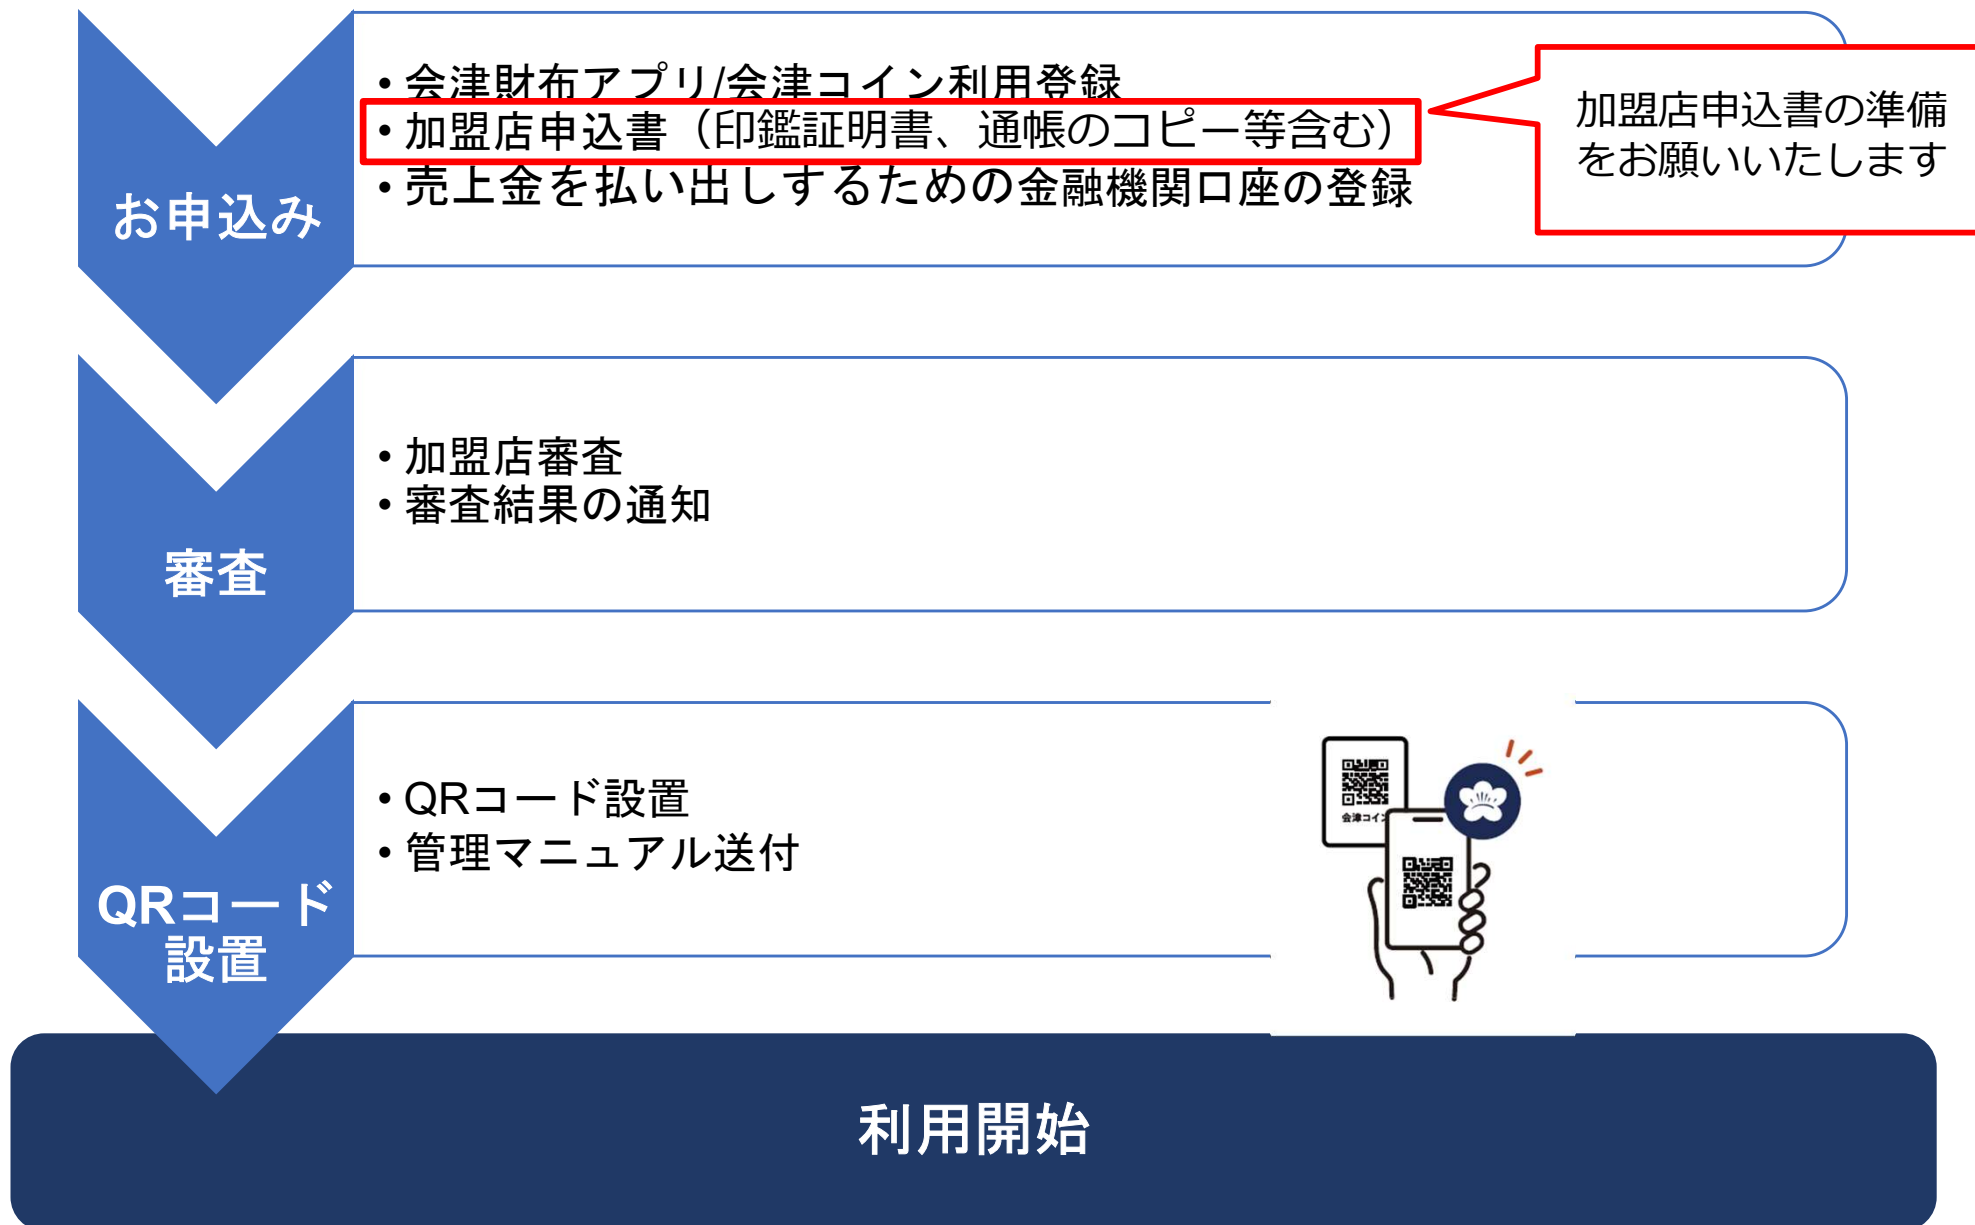 お申込み
・会津財布アプリ/会津コイン利用登録
・加盟店申込書（印鑑証明書、通帳のコピー等含む）
・売上金を払い出しするための金融機関口座の登録
加盟店申込書の準備
をお願いいたします
審査
・加盟店審査
・審査結果の通知
QRコード
設置
・QRコード設置
・管理マニュアル送付
会津コイン
利用開始